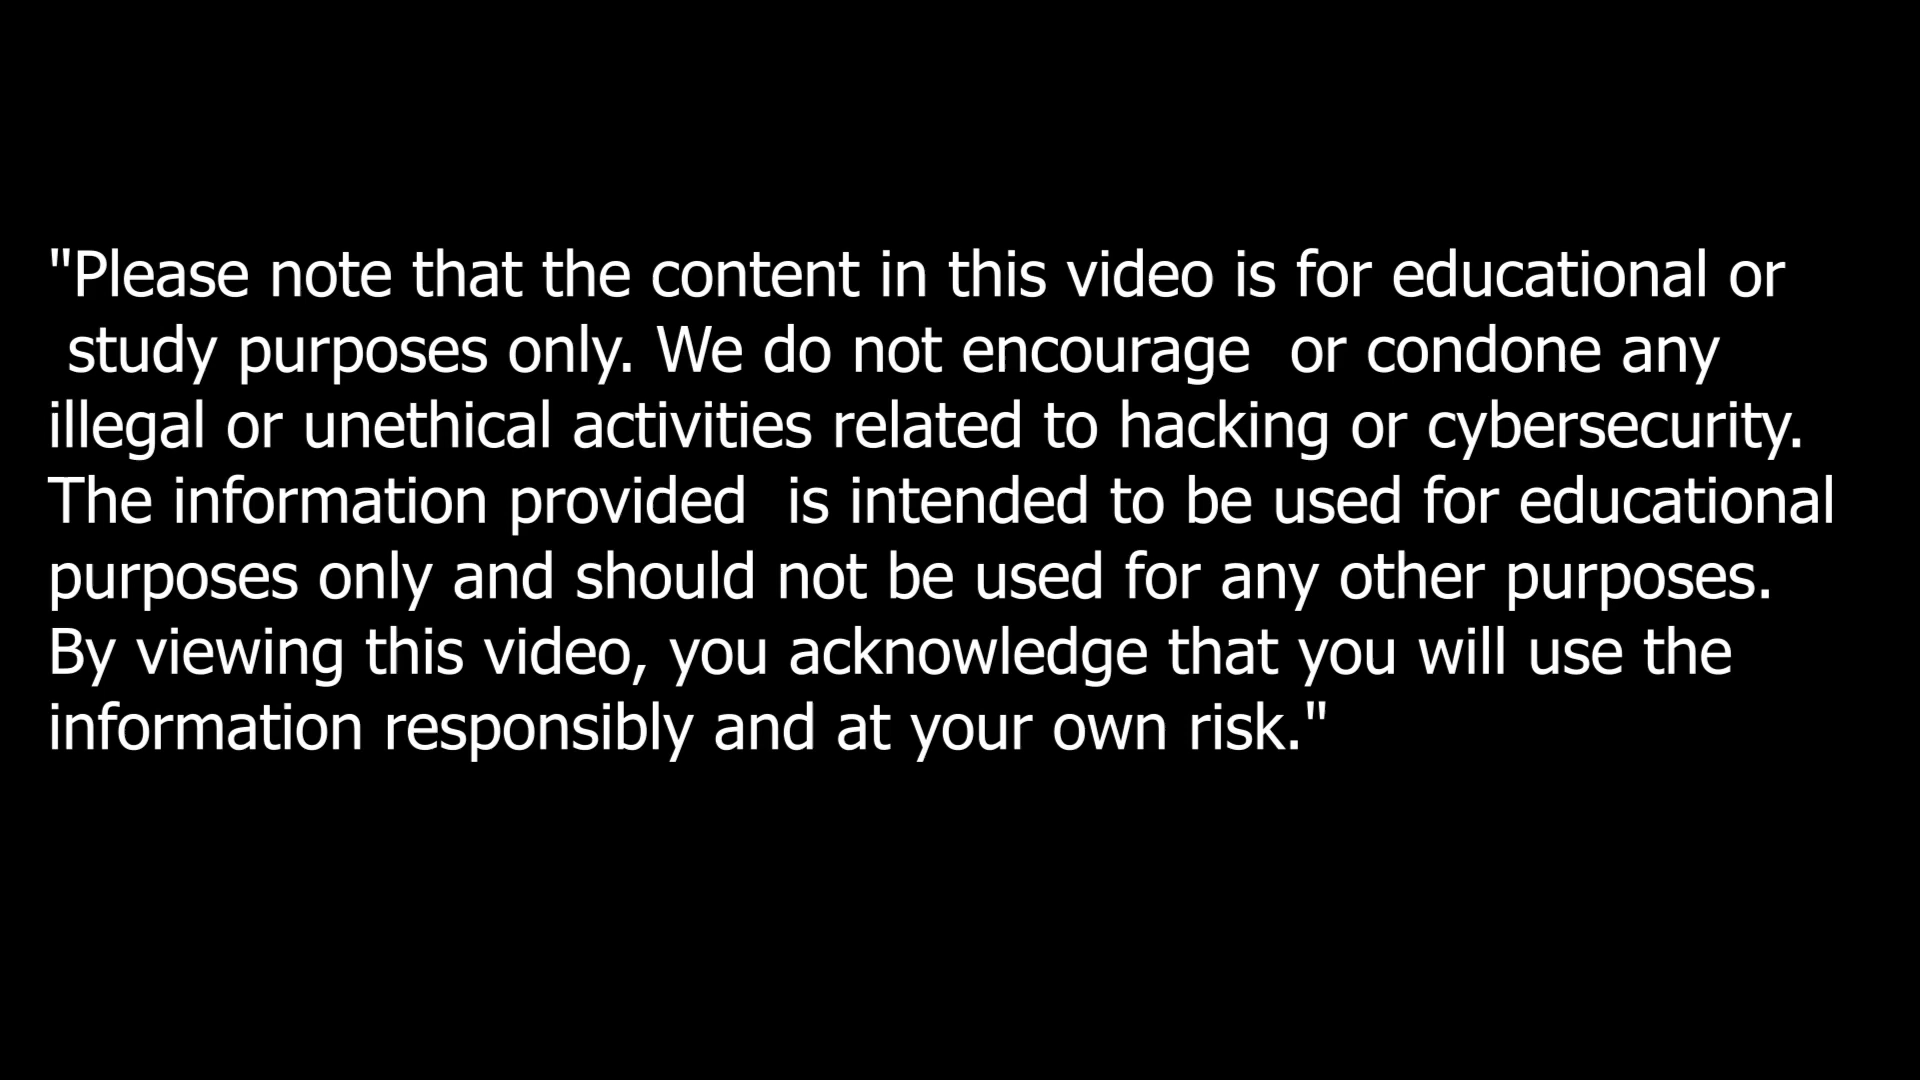 "Please note that the content in this video is for educational or
study purposes only. We do not encourage  or condone any
illegal or unethical activities related to hacking or cybersecurity.
The information provided  is intended to be used for educational
purposes only and should not be used for any other purposes.
By viewing this video, you acknowledge that you will use the
information responsibly and at your own risk."